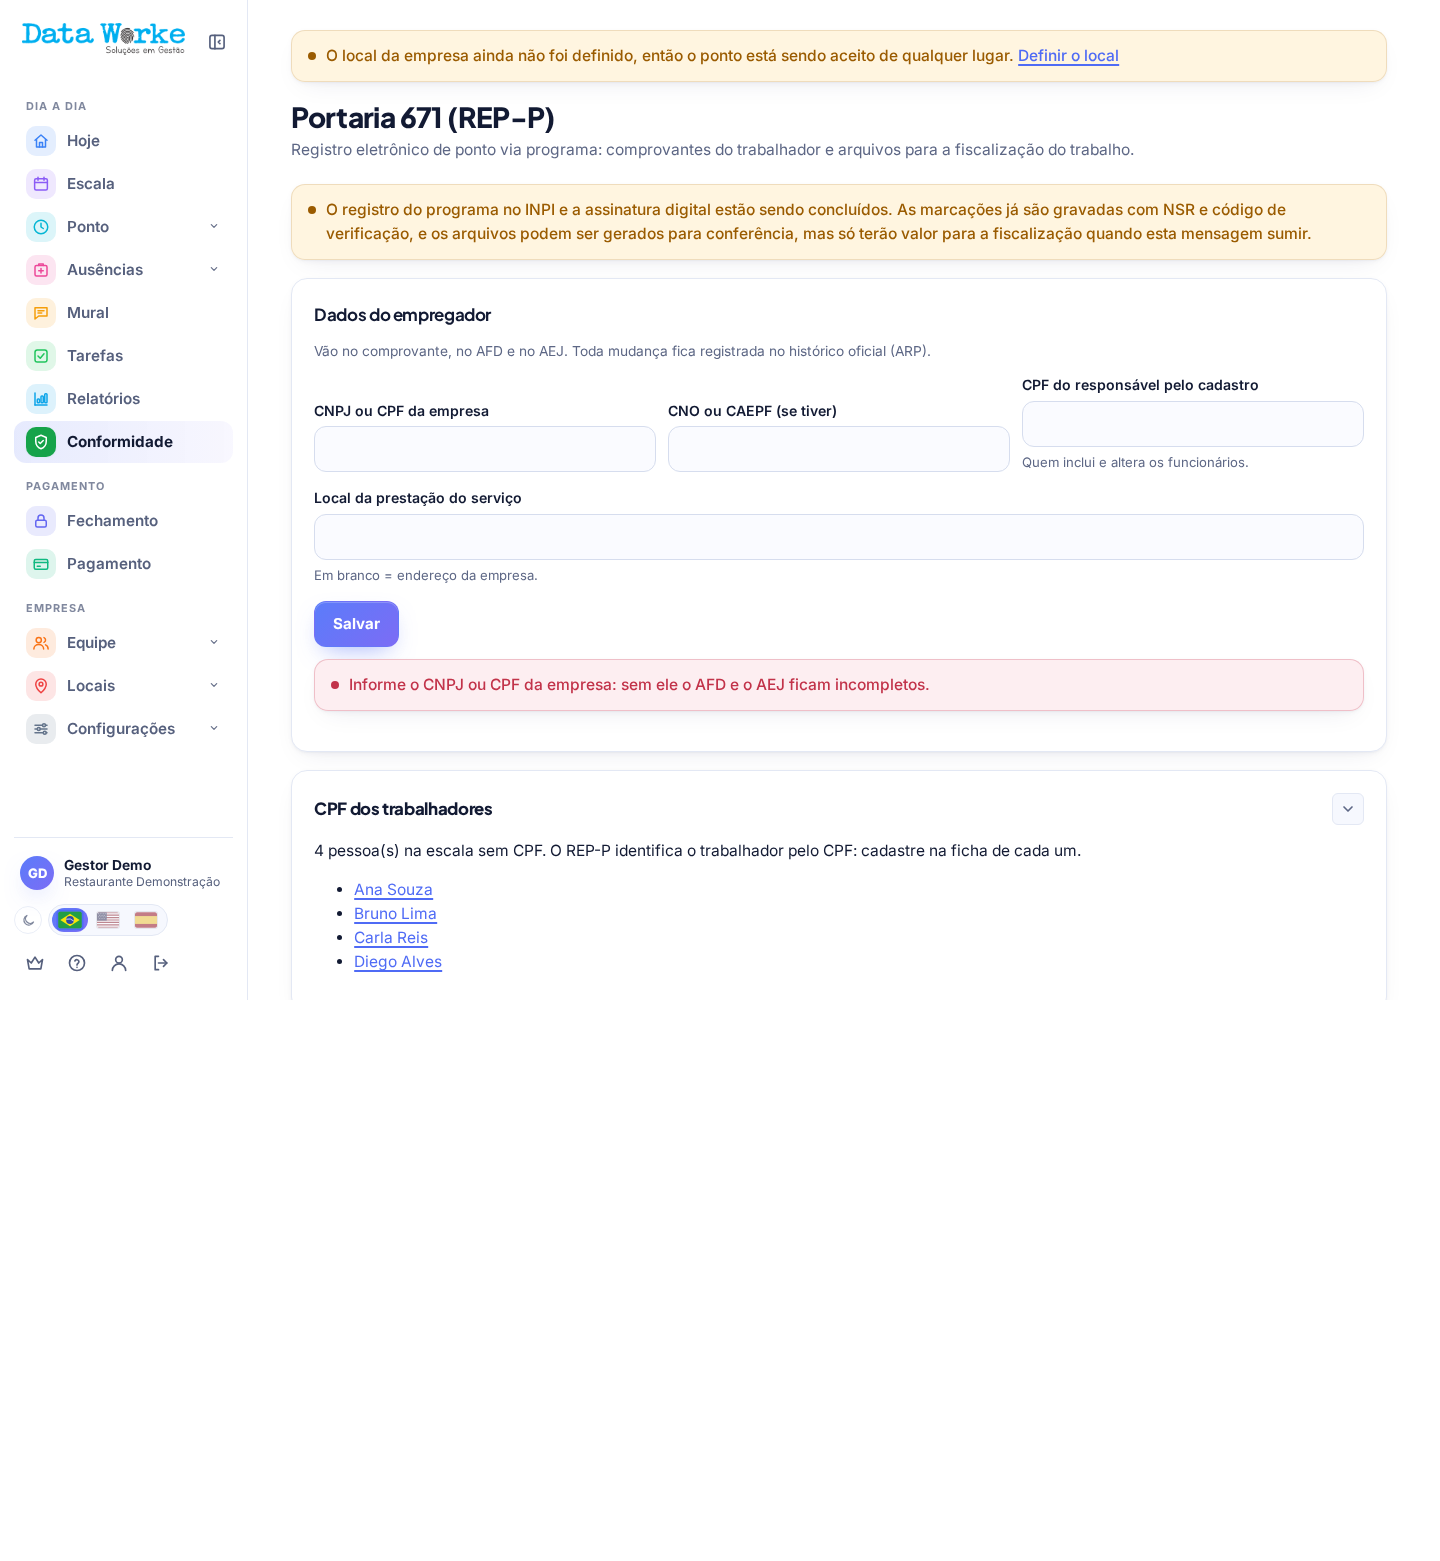 Data Worke
Soluções em Gestão
DIA A DIA
Hoje
Escala
Ponto
Ausências
Mural
Tarefas
Relatórios
Conformidade
PAGAMENTO
Fechamento
Pagamento
EMPRESA
Equipe
Locais
Configurações
GD
Gestor Demo
Restaurante Demonstração
O local da empresa ainda não foi definido, então o ponto está sendo aceito de qualquer lugar. Definir o local
Portaria 671 (REP-P)
Registro eletrônico de ponto via programa: comprovantes do trabalhador e arquivos para a fiscalização do trabalho.
O registro do programa no INPI e a assinatura digital estão sendo concluídos. As marcações já são gravadas com NSR e código de
verificação, e os arquivos podem ser gerados para conferência, mas só terão valor para a fiscalização quando esta mensagem sumir.
Dados do empregador
Vão no comprovante, no AFD e no AEJ. Toda mudança fica registrada no histórico oficial (ARP).
CNPJ ou CPF da empresa
CNO ou CAEPF (se tiver)
CPF do responsável pelo cadastro
Quem inclui e altera os funcionários.
Local da prestação do serviço
Em branco = endereço da empresa.
Salvar
Informe o CNPJ ou CPF da empresa: sem ele o AFD e o AEJ ficam incompletos.
CPF dos trabalhadores
4 pessoa(s) na escala sem CPF. O REP-P identifica o trabalhador pelo CPF: cadastre na ficha de cada um.
Ana Souza
Bruno Lima
Carla Reis
Diego Alves